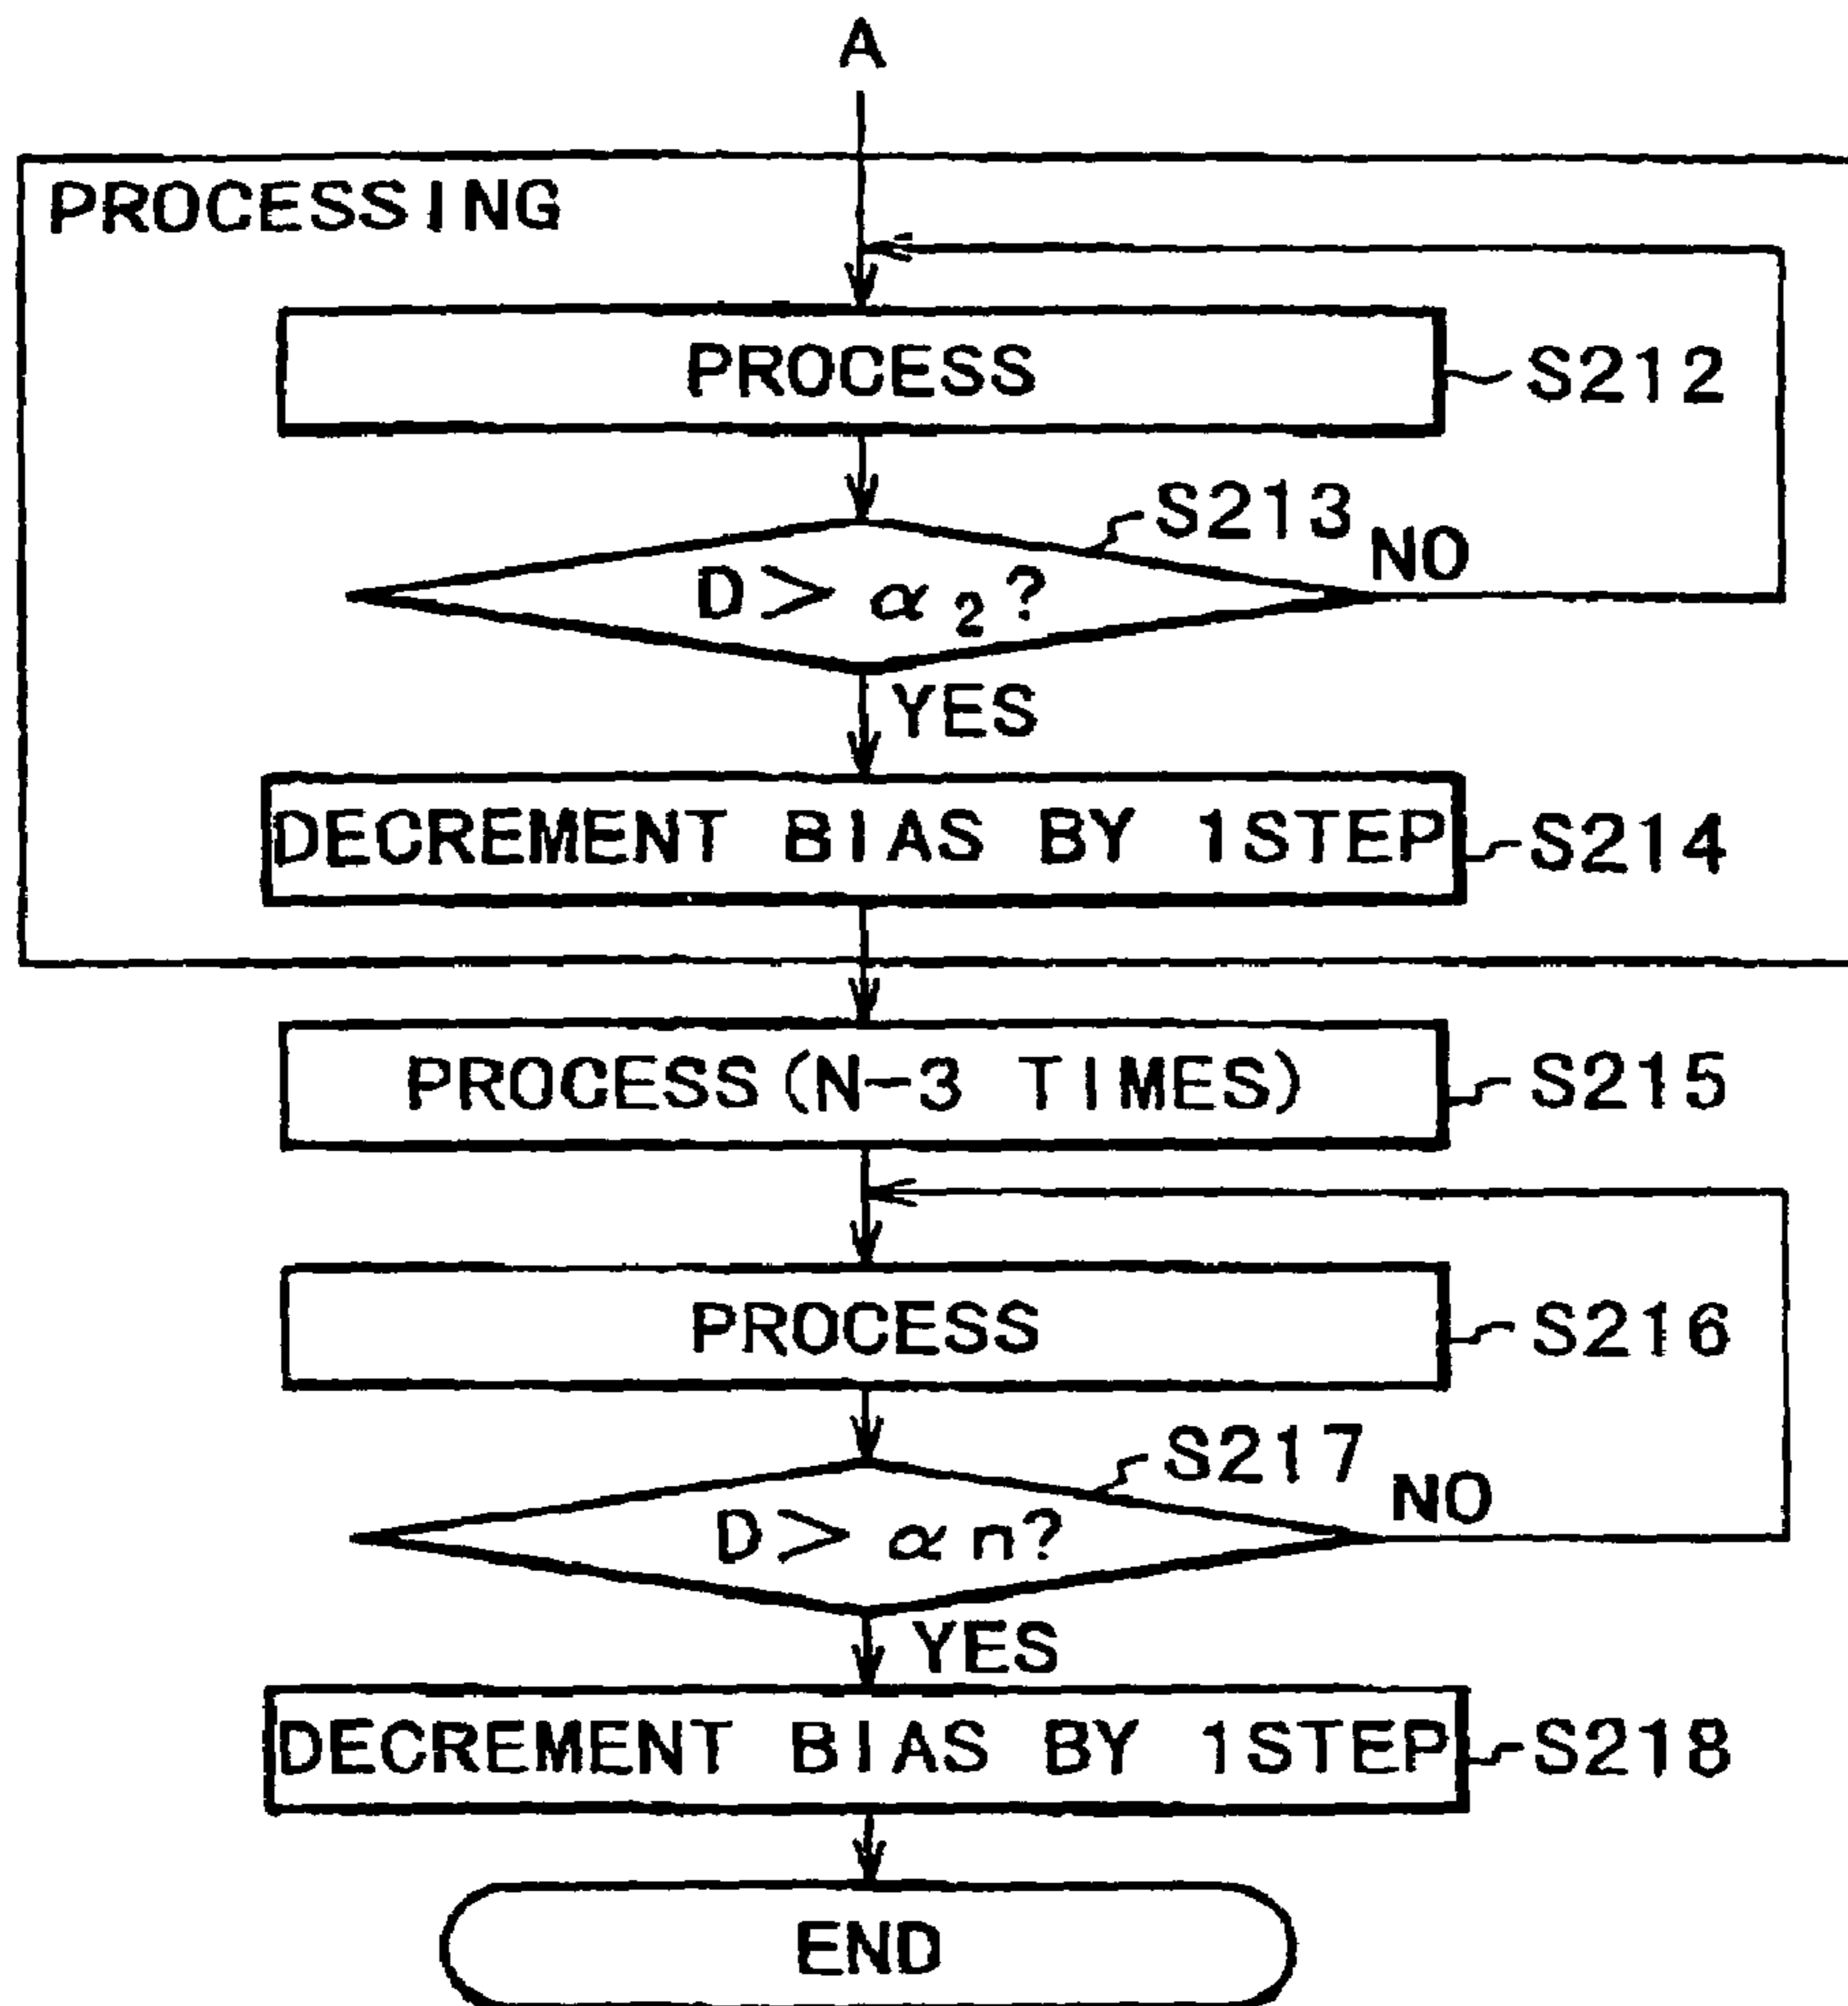 A
PROCESSING
PROCESS
S212
S213
NO
D> α2?
YES
DECREMENT BIAS BY 1STEP
S214
PROCESS(N-3 TIMES)
S215
PROCESS
S216
S217
NO
D> αn?
YES
DECREMENT BIAS BY 1STEP
S218
END